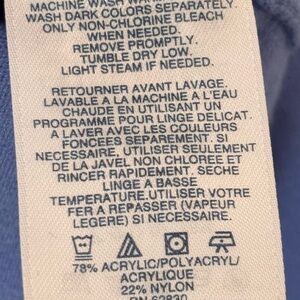 MACHINE WASH WARM
WASH DARK COLORS SEPARATELY.
ONLY NON-CHLORINE BLEACH
WHEN NEEDED.
REMOVE PROMPTLY.
TUMBLE DRY LOW.
LIGHT STEAM IF NEEDED.
RETOURNER AVANT LAVAGE.
LAVABLE A LA MACHINE A L'EAU
CHAUDE EN UTILISANT UN
PROGRAMME POUR LINGE DELICAT.
A LAVER AVEC LES COULEURS
FONCEES SEPAREMENT. SI
NECESSAIRE. UTILISER SEULEMENT
DE LA JAVEL NON CHLOREE ET
RINCER RAPIDEMENT. SECHE
LINGE A BASSE
TEMPERATURE.UTILISER VOTRE
FER A REPASSER (VAPEUR
LEGERE) SI NECESSAIRE.
78% ACRYLIC/POLYACRYL/
ACRYLIQUE
22% NYLON
RN 62830